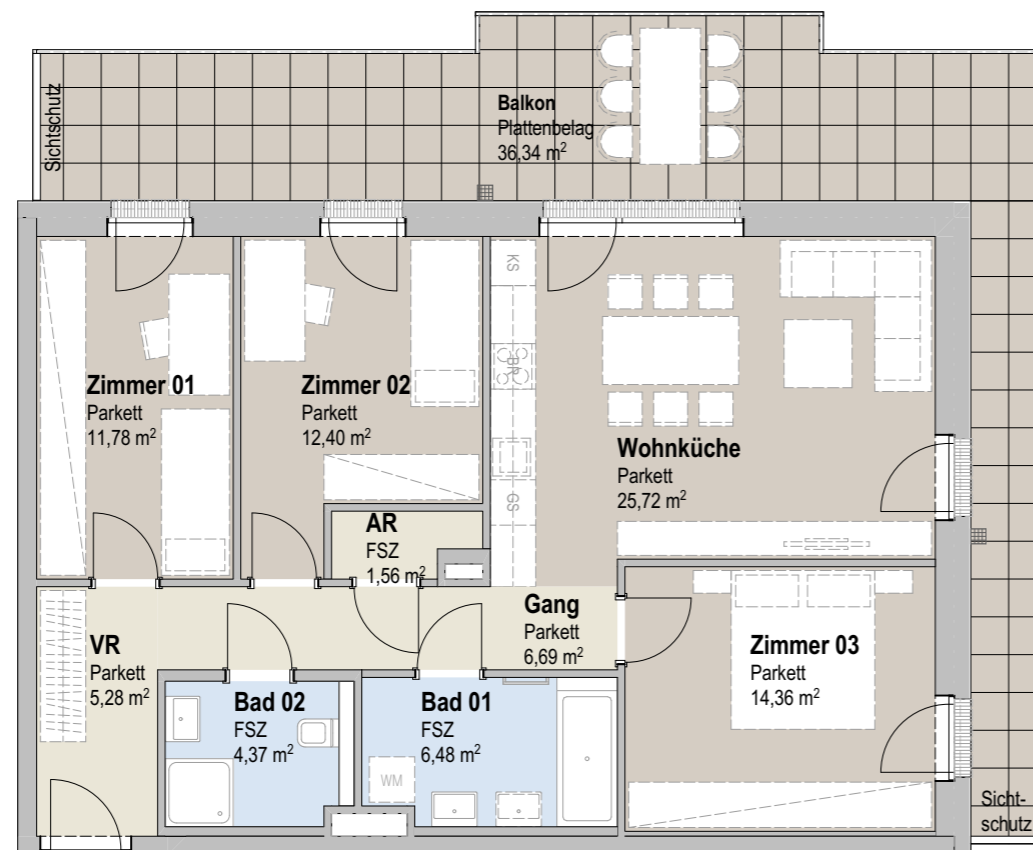 Sichtschutz
Balkon
Plattenbelag
36,34 m²
KS
BR
GS
Zimmer 01
Parkett
11,78 m²
Zimmer 02
Parkett
12,40 m²
Wohnküche
Parkett
25,72 m²
AR
FSZ
1,56 m²
Gang
Parkett
6,69 m²
VR
Parkett
5,28 m²
Zimmer 03
Parkett
14,36 m²
Bad 02
FSZ
4,37 m²
Bad 01
FSZ
6,48 m²
WM
Sicht-
schutz